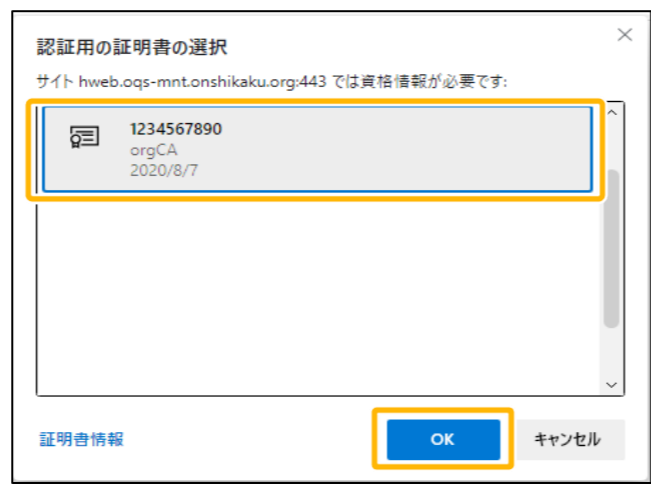 認証用の証明書の選択
サイト hweb.oqs-mnt.onshikaku.org:443 では資格情報が必要です:
1234567890
orgCA
2020/8/7
証明書情報
OK
キャンセル